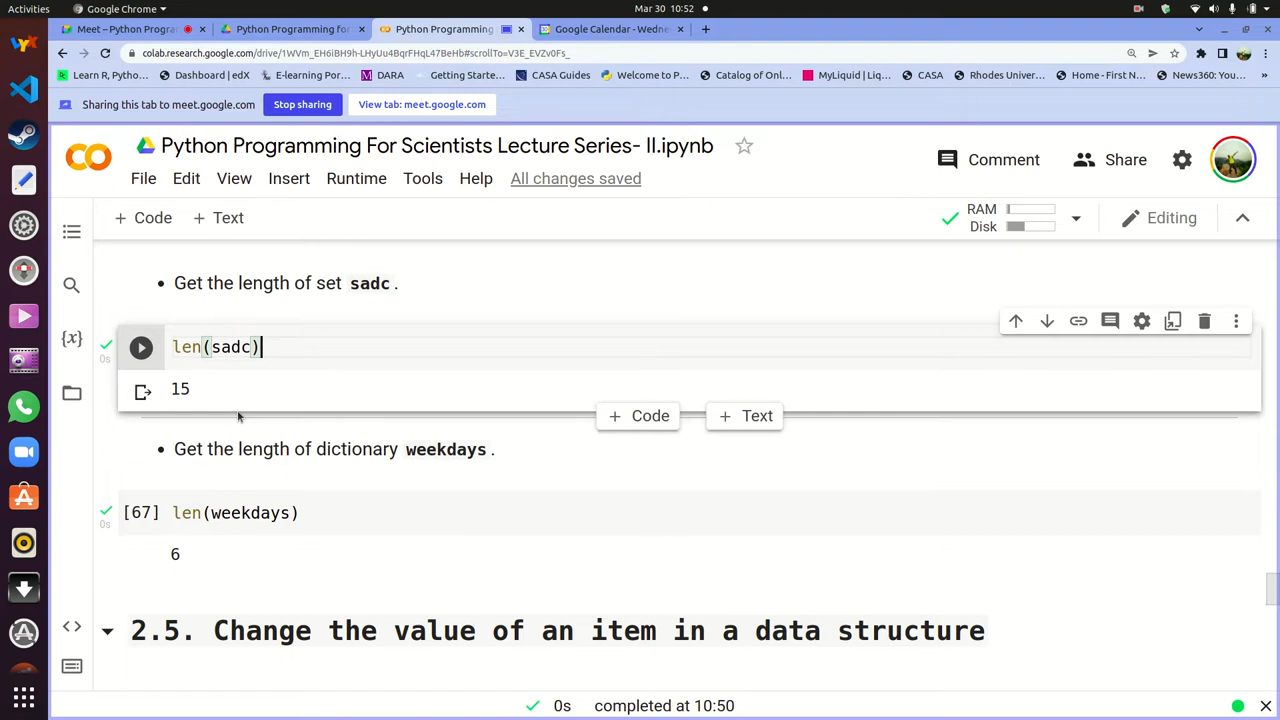 Activities
Google Chrome
Mar 30 10:52
Meet – Python Prog
Python Programming fo
Python Programming
Google Calendar - Wedne
colab.research.google.com/drive/1WVm_EH6iBH9h-LHyUu4BqrFHqL47BeHb#scrollTo=V3E_EVZv0Fs_
Learn R, Pytho...
Dashboard | edX
E-learning Por...
DARA
Getting Starte...
CASA Guides
Welcome to P...
Catalog of Onl...
MyLiquid | Liq...
CASA
Rhodes Univer...
Home - First N...
News360: You...
»
Sharing this tab to meet.google.com
Stop sharing
View tab: meet.google.com
Python Programming For Scientists Lecture Series- II.ipynb
Comment
Share
File Edit View Insert Runtime Tools Help All changes saved
+ Code + Text
RAM
Disk
Editing
• Get the length of set sadc.
0s
len(sadc)
15
+ Code
+ Text
• Get the length of dictionary weekdays.
[67] len(weekdays)
0s
6
2.5. Change the value of an item in a data structure
0s completed at 10:50